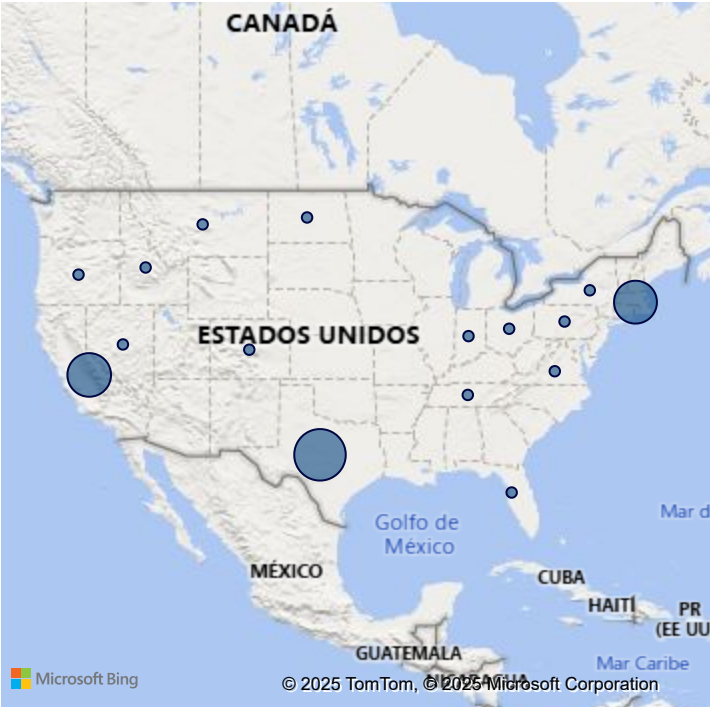 CANADÁ
ESTADOS UNIDOS
Golfo de
México
Mar d
MÉXICO
CUBA
HAITÍ
PR
(EE UU
GUATEMALA
Mar Caribe
NICARAGUA
Microsoft Bing
© 2025 TomTom, © 2025 Microsoft Corporation